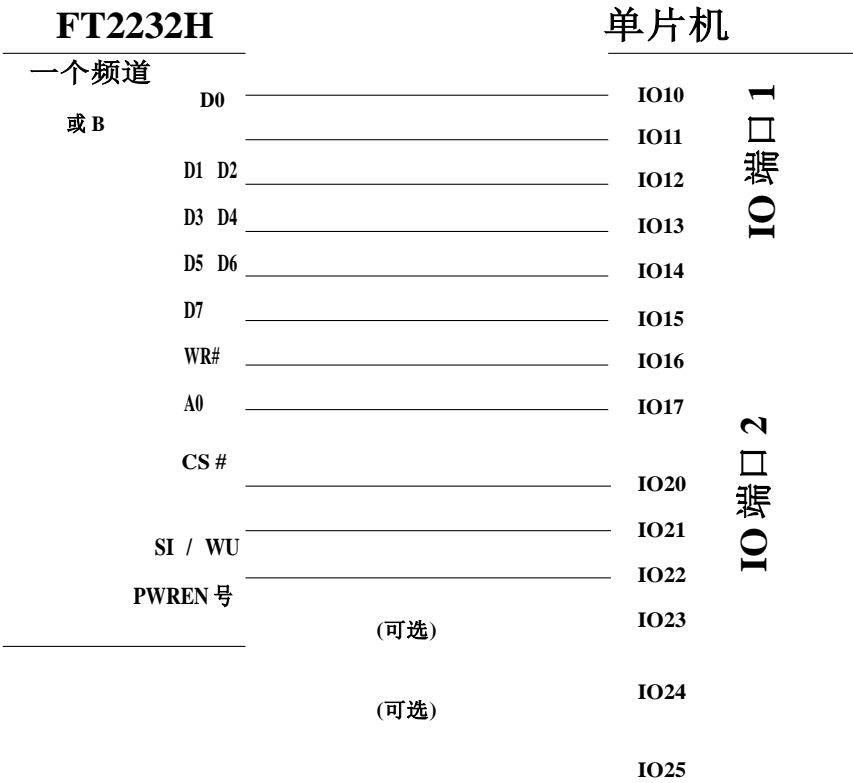 FT2232H
单片机
一个频道
或 B
D0
IO10
IO11
D1 D2
IO12
D3 D4
IO13
D5 D6
IO14
D7
IO15
WR#
IO16
A0
IO17
CS #
IO20
IO21
SI / WU
IO22
PWREN 号
IO23
(可选)
IO24
(可选)
IO25
IO 端口 1
IO 端口 2